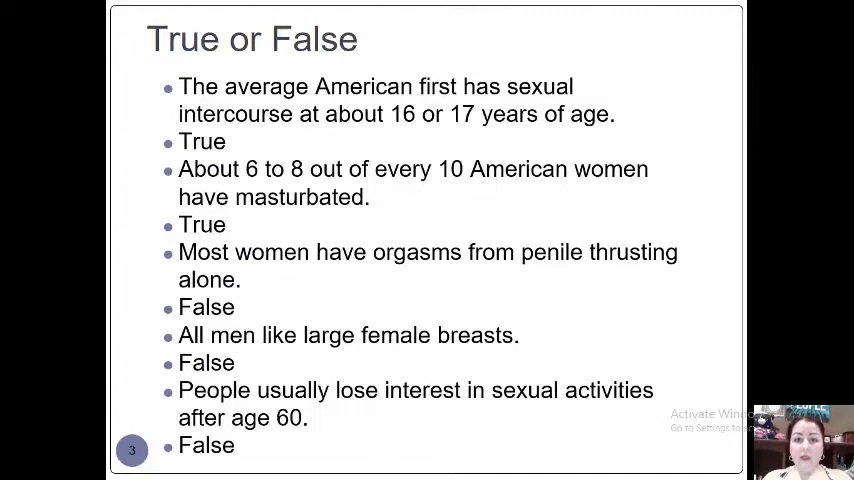 True or False
The average American first has sexual
intercourse at about 16 or 17 years of age.
True
About 6 to 8 out of every 10 American women
have masturbated.
True
Most women have orgasms from penile thrusting
alone.
False
All men like large female breasts.
False
People usually lose interest in sexual activities
after age 60.
False
3
Activate
Go to Settings to